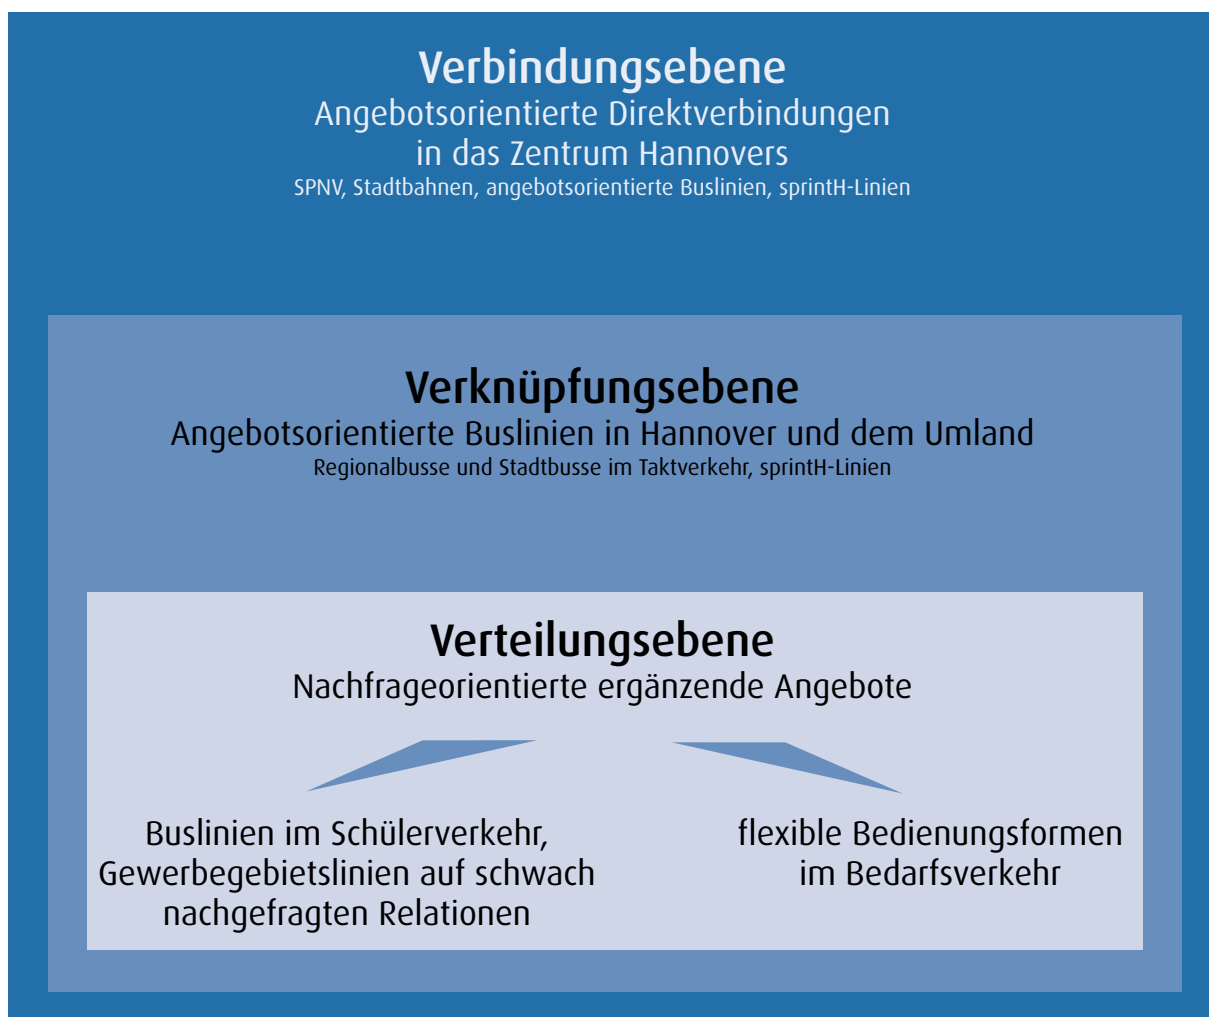 Verbindungsebene
Angebotsorientierte Direktverbindungen
in das Zentrum Hannovers
SPNV, Stadtbahnen, angebotsorientierte Buslinien, sprintH-Linien
Verknüpfungsebene
Angebotsorientierte Buslinien in Hannover und dem Umland
Regionalbusse und Stadtbusse im Taktverkehr, sprintH-Linien
Verteilungsebene
Nachfrageorientierte ergänzende Angebote
Buslinien im Schülerverkehr,
Gewerbegebietslinien auf schwach
nachgefragten Relationen
flexible Bedienungsformen
im Bedarfsverkehr